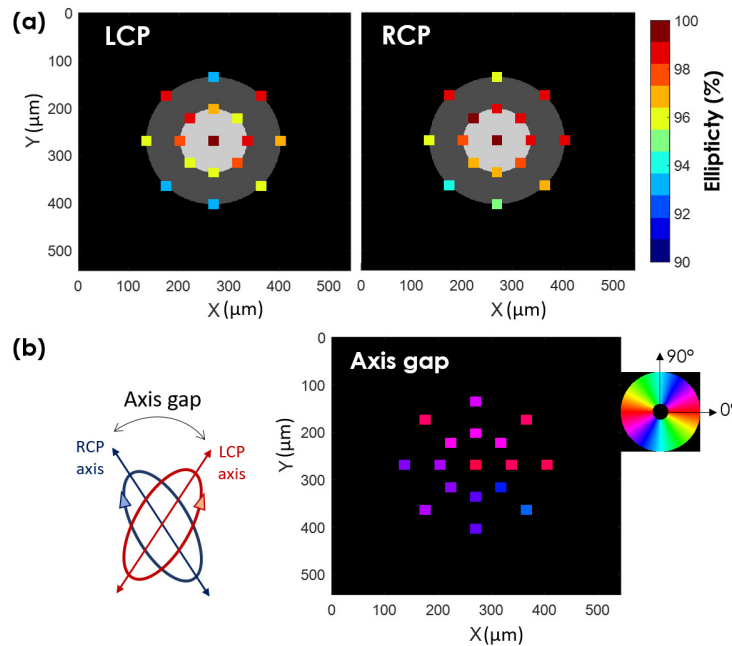 (a)
LCP
RCP
0
100
200
300
400
500
Y (µm)
0 100 200 300 400 500
X (µm)
0 100 200 300 400 500
X (µm)
100
98
96
94
92
90
Ellipticty (%)
(b)
Axis gap
RCP
axis
LCP
axis
Axis gap
0
100
200
300
400
500
Y (µm)
0 100 200 300 400 500
X (µm)
90°
0°